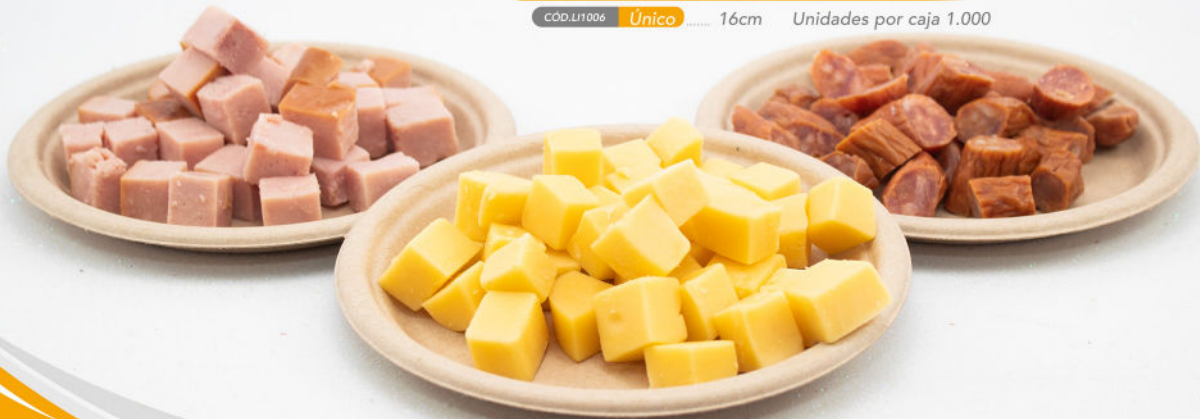 CÓD.LI1006 Único ........ 16cm Unidades por caja 1.000